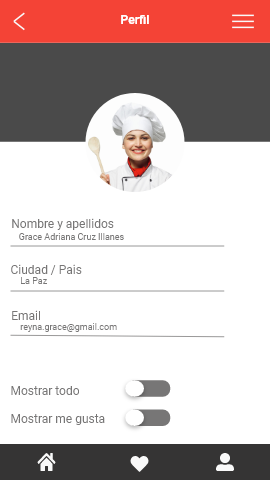 Perfil
Nombre y apellidos
Grace Adriana Cruz Illanes
Ciudad / Pais
La Paz
Email
reyna.grace@gmail.com
Mostrar todo
Mostrar me gusta